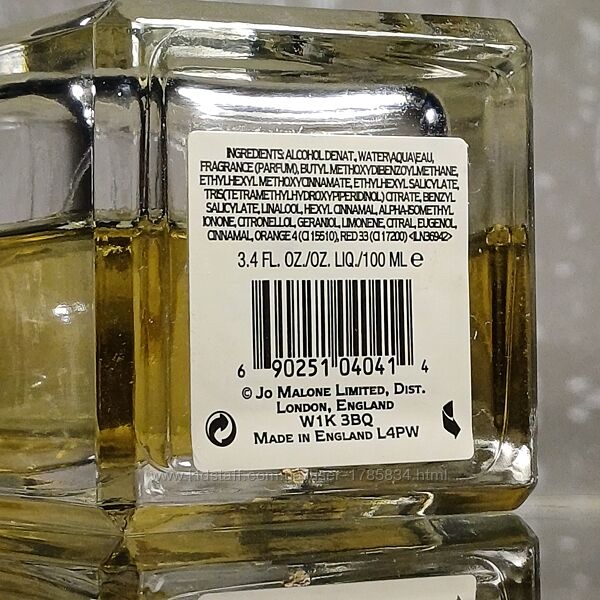 INGREDIENTS: ALCOHOL DENAT., WATER\AQUA\EAU,
FRAGRANCE (PARFUM), BUTYL METHOXYDIBENZOYLMETHANE,
ETHYLHEXYL METHOXYCINNAMATE, ETHYLHEXYL SALICYLATE,
TRIS(TETRAMETHYLHYDROXYPIPERIDINOL) CITRATE, BENZYL
SALICYLATE, LINALOOL, HEXYL CINNAMAL, ALPHA-ISOMETHYL
IONONE, CITRONELLOL, GERANIOL, LIMONENE, CITRAL, EUGENOL,
CINNAMAL, ORANGE 4 (CI 15510), RED 33 (CI 17200) <ILN36942>
3.4 FL. OZ./OZ. LIQ./100 ML ℮
6 90251 04041 4
© JO MALONE LIMITED, DIST.
LONDON, ENGLAND
W1K 3BQ
MADE IN ENGLAND L4PW